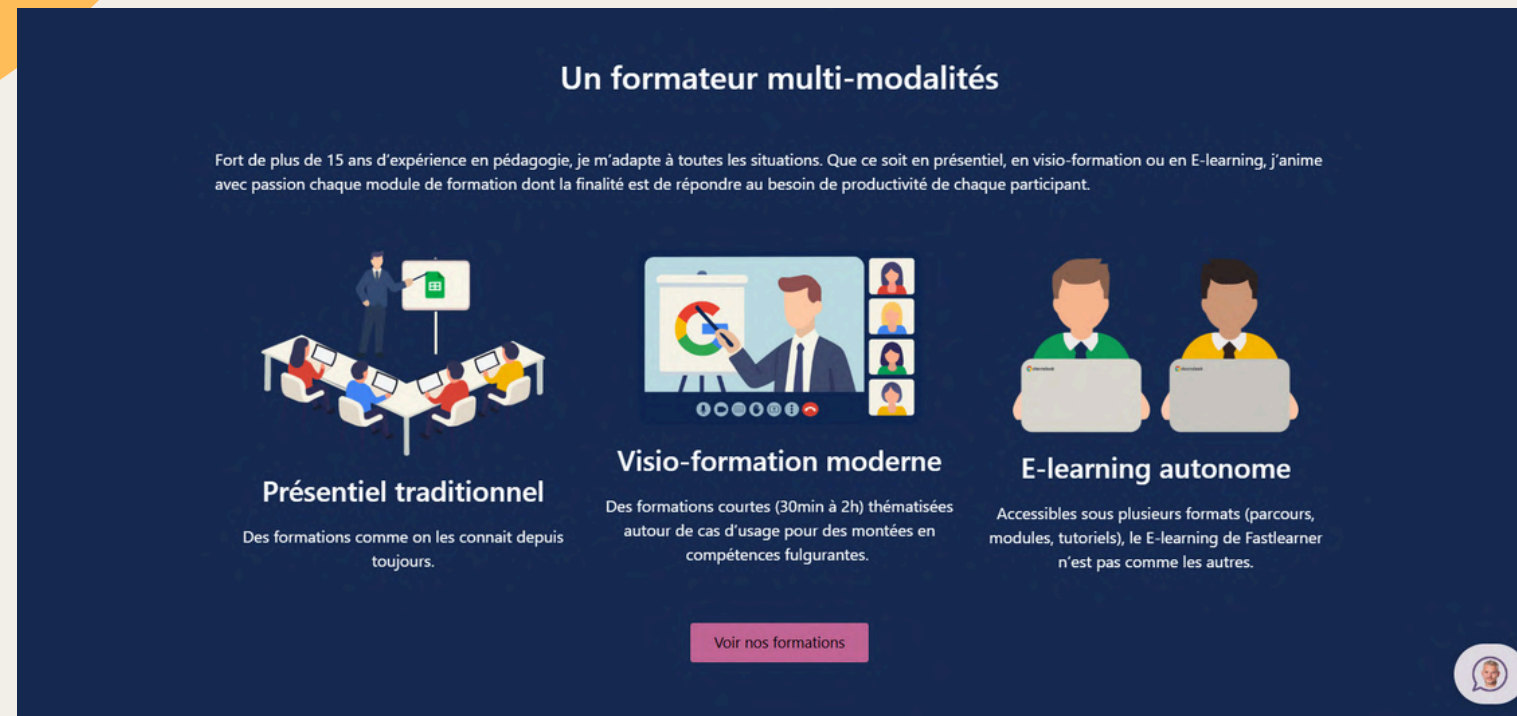 Un formateur multi-modalités
Fort de plus de 15 ans d’expérience en pédagogie, je m’adapte à toutes les situations. Que ce soit en présentiel, en visio-formation ou en E-learning, j’anime
avec passion chaque module de formation dont la finalité est de répondre au besoin de productivité de chaque participant.
Présentiel traditionnel
Des formations comme on les connait depuis
toujours.
Visio-formation moderne
Des formations courtes (30min à 2h) thématisées
autour de cas d’usage pour des montées en
compétences fulgurantes.
E-learning autonome
Accessibles sous plusieurs formats (parcours,
modules, tutoriels), le E-learning de Fastlearner
n’est pas comme les autres.
Voir nos formations